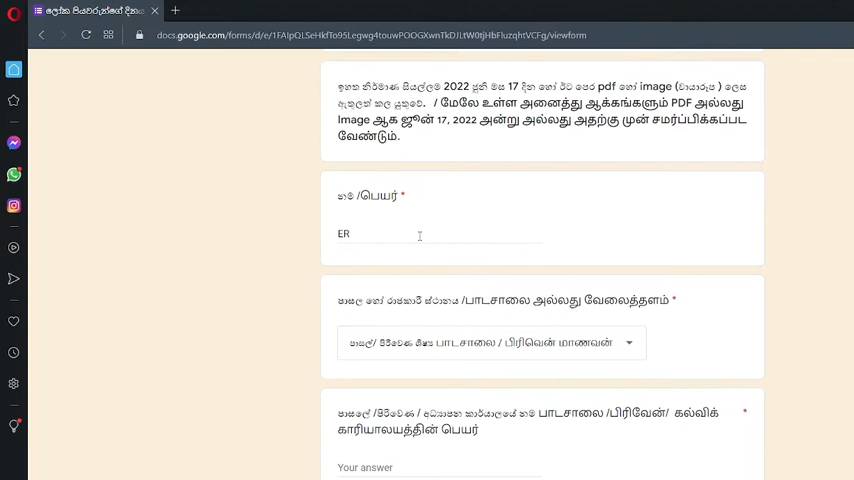 ලෝක පියවරුන්ගේ දිනය
docs.google.com/forms/d/e/1FAIpQLSeHkfTo95Legwg4touwPOOGXwnTkDJLtW0tjHbFluzqhtVCFg/viewform
ඉහත නිර්මාණ සියල්ලම 2022 ජූනි මස 17 දින හෝ ඊට පෙර pdf හෝ image (ඡායාරූප ) ලෙස
ඇතුලත් කල යුතුවේ. / மேலே உள்ள அனைத்து ஆக்கங்களும் PDF அல்லது
Image ஆக ஜூன் 17, 2022 அன்று அல்லது அதற்கு முன் சமர்ப்பிக்கப்பட
வேண்டும்.
නම /பெயர் *
ER
පාසල හෝ රාජකාරී ස්ථානය /பாடசாலை அல்லது வேலைத்தளம் *
පාසල්/ පිරිවෙණ ශිෂ්‍ය பாடசாலை / பிரிவென் மாணவன்
පාසලේ /පිරිවෙණ / අධ්‍යාපන කාර්යාලයේ නම பாடசாலை /பிரிவேன்/ கல்விக் *
காரியாலயத்தின் பெயர்
Your answer